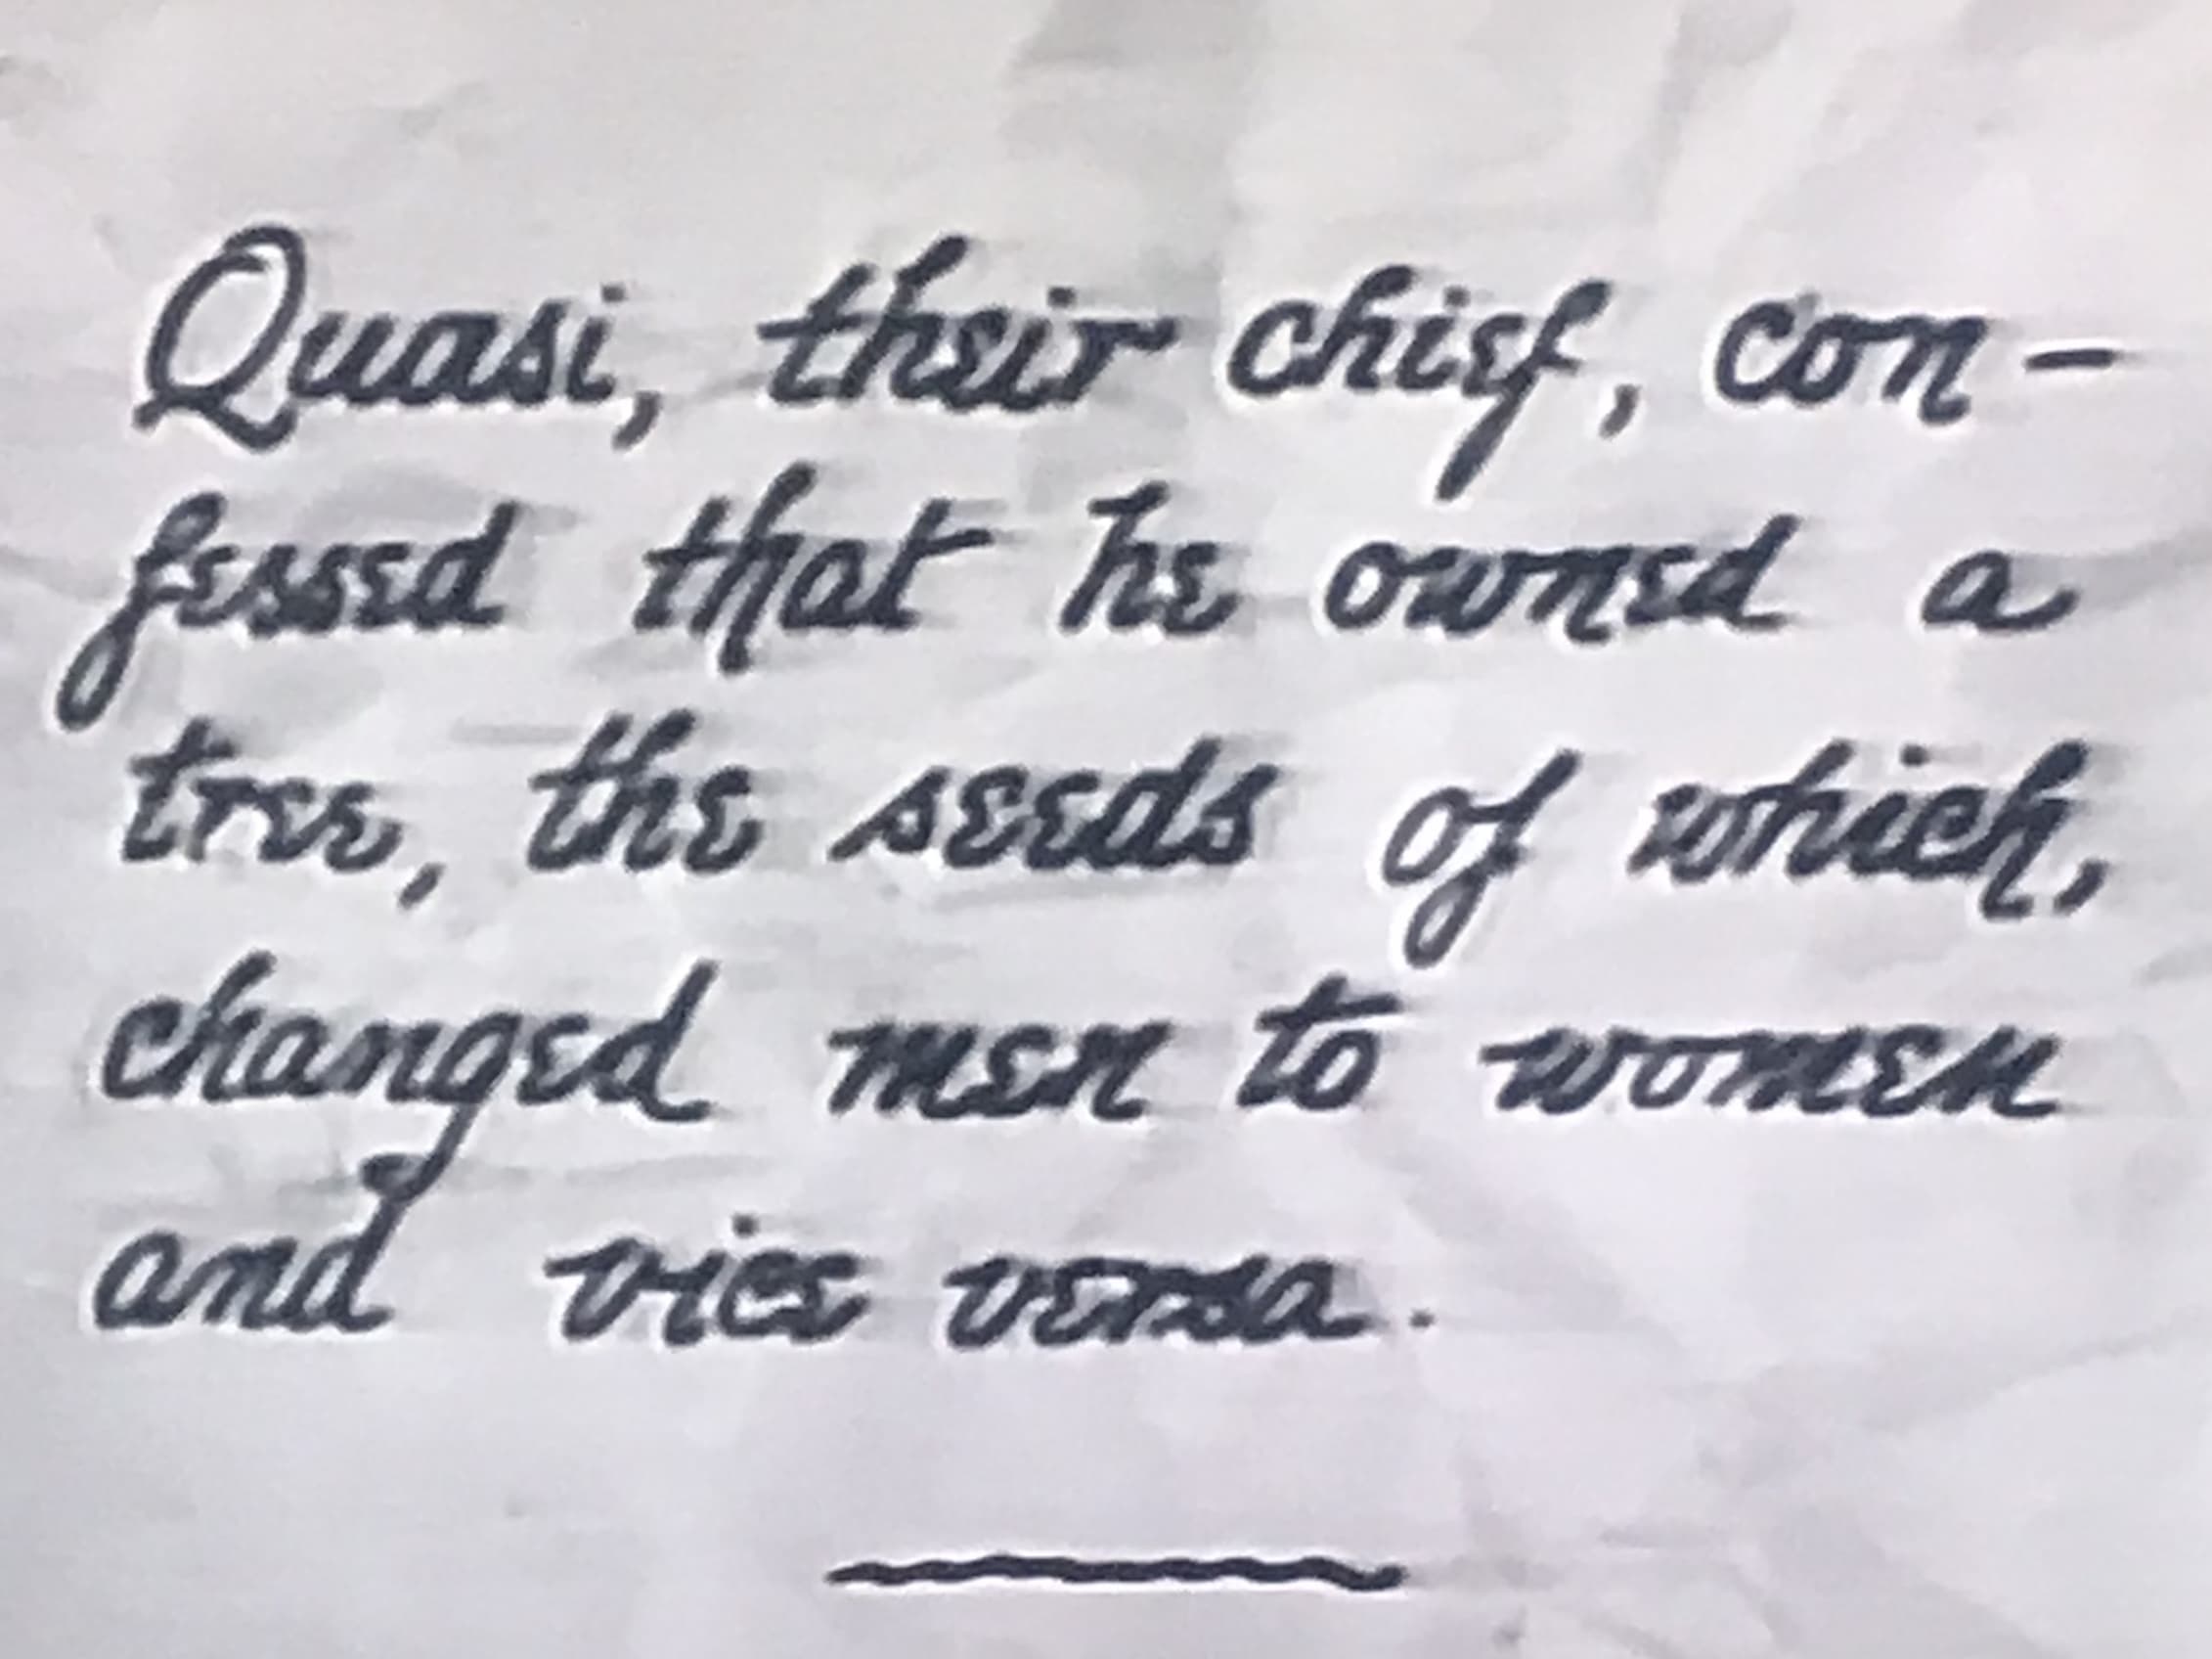 Quasi, their chief, con-
fessed that he owned a
tree, the seeds of which,
changed men to women
and vice versa.